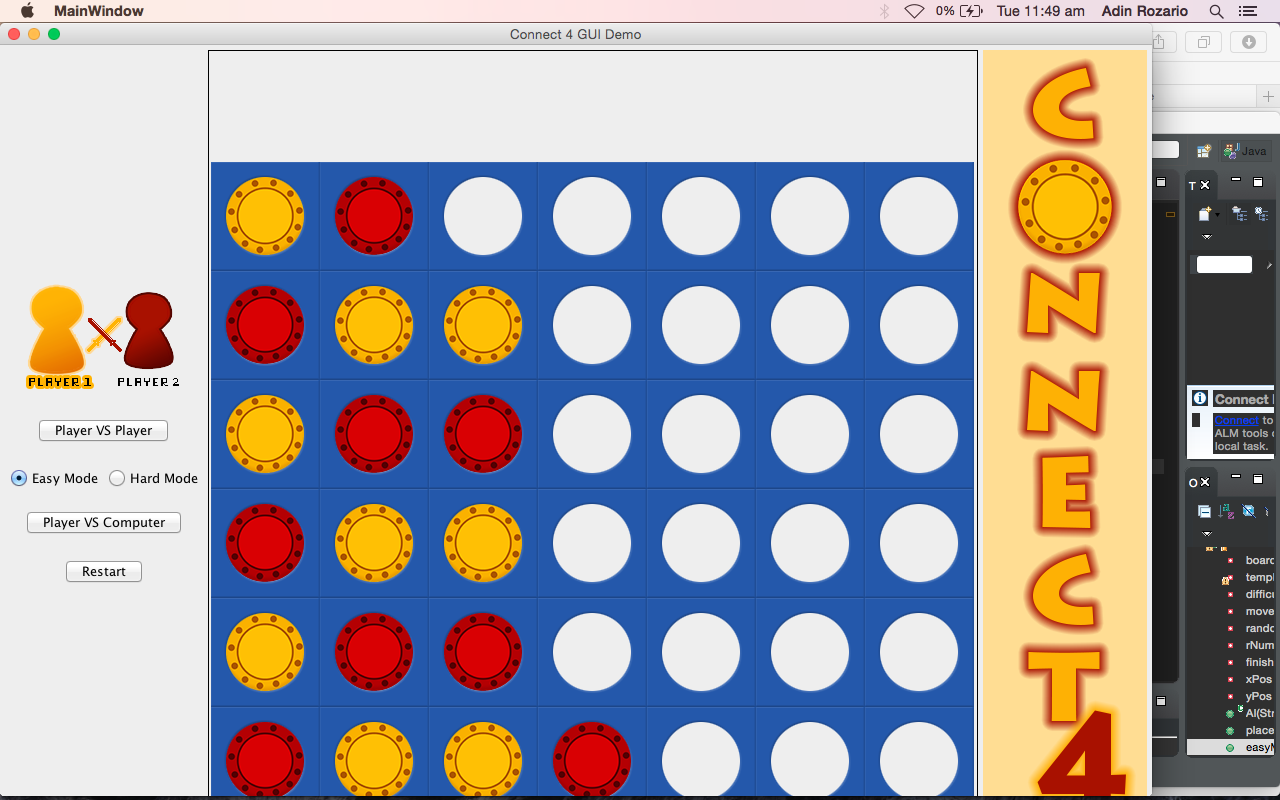 MainWindow
0%
Tue 11:49 am
Adin Rozario
Connect 4 GUI Demo
PLAYER 1
PLAYER 2
Player VS Player
Easy Mode
Hard Mode
Player VS Computer
Restart
CONNECT
4
Java
T
Connect
Connect to
ALM tools
local task.
O
board
templ
difficu
move
rando
rNum
finish
xPos
yPos
AI(Str
place
easyM